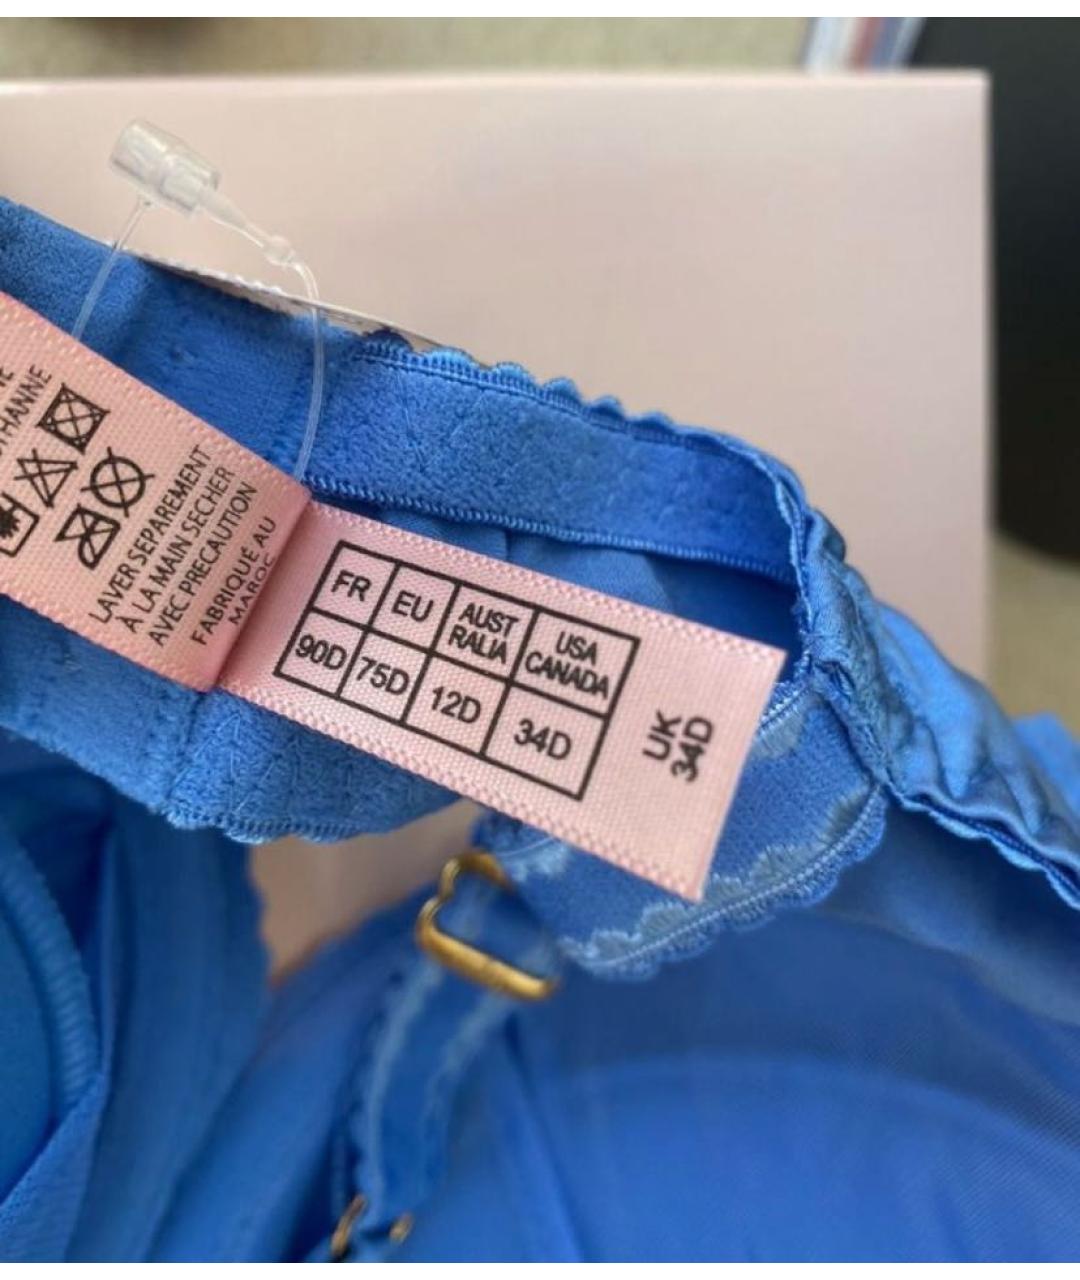 LAVER SEPAREMENT
À LA MAIN SECHER
AVEC PRECAUTION
FABRIQUÉ AU
MAROC
FR EU AUST RALIA USA CANADA
90D 75D 12D 34D
UK
34D